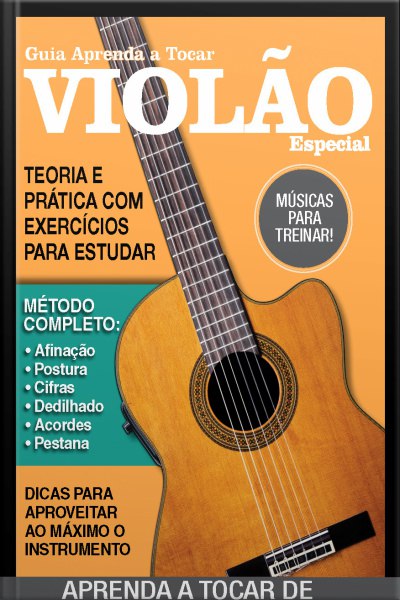 Guia Aprenda a Tocar
VIOLÃO
Especial
TEORIA E
PRÁTICA COM
EXERCÍCIOS
PARA ESTUDAR
MÚSICAS
PARA
TREINAR!
MÉTODO
COMPLETO:
• Afinação
• Postura
• Cifras
• Dedilhado
• Acordes
• Pestana
DICAS PARA
APROVEITAR
AO MÁXIMO O
INSTRUMENTO
APRENDA A TOCAR DE